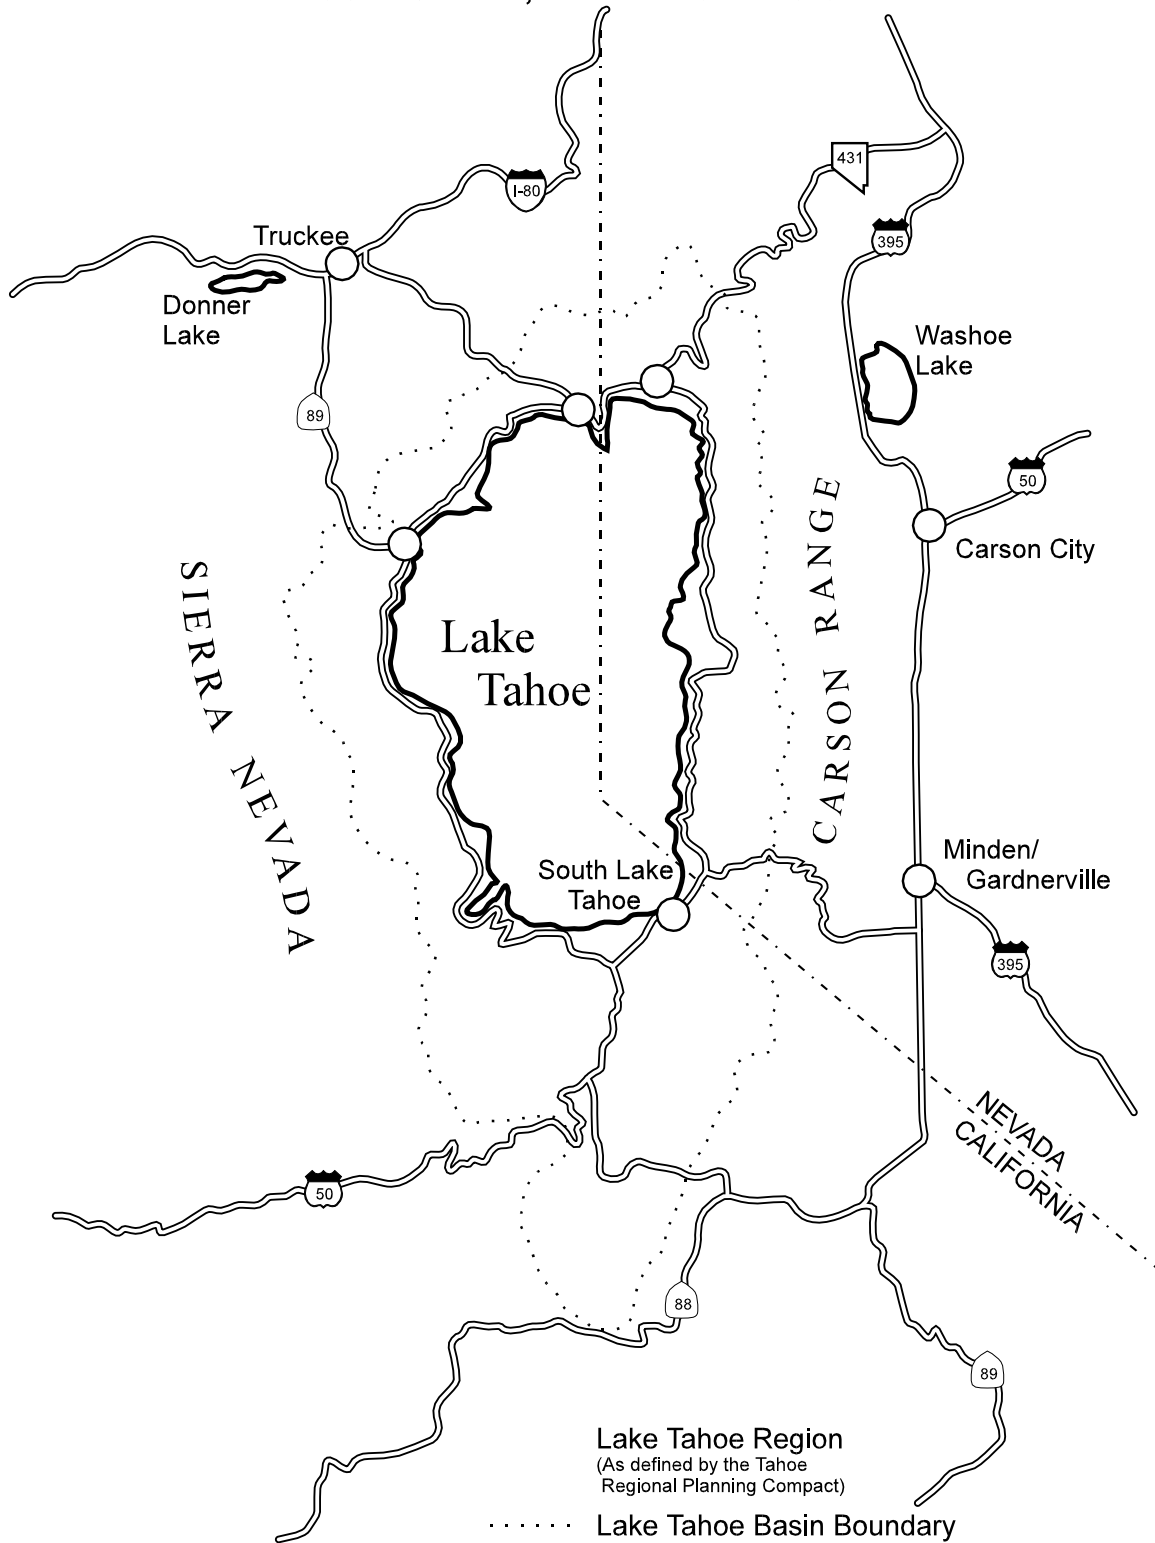 431
I-80
Truckee
395
Donner
Lake
Washoe
Lake
89
50
CARSON RANGE
Carson City
SIERRA NEVADA
Lake
Tahoe
South Lake
Tahoe
Minden/
Gardnerville
395
NEVADA
CALIFORNIA
50
88
89
Lake Tahoe Region
(As defined by the Tahoe
Regional Planning Compact)
Lake Tahoe Basin Boundary